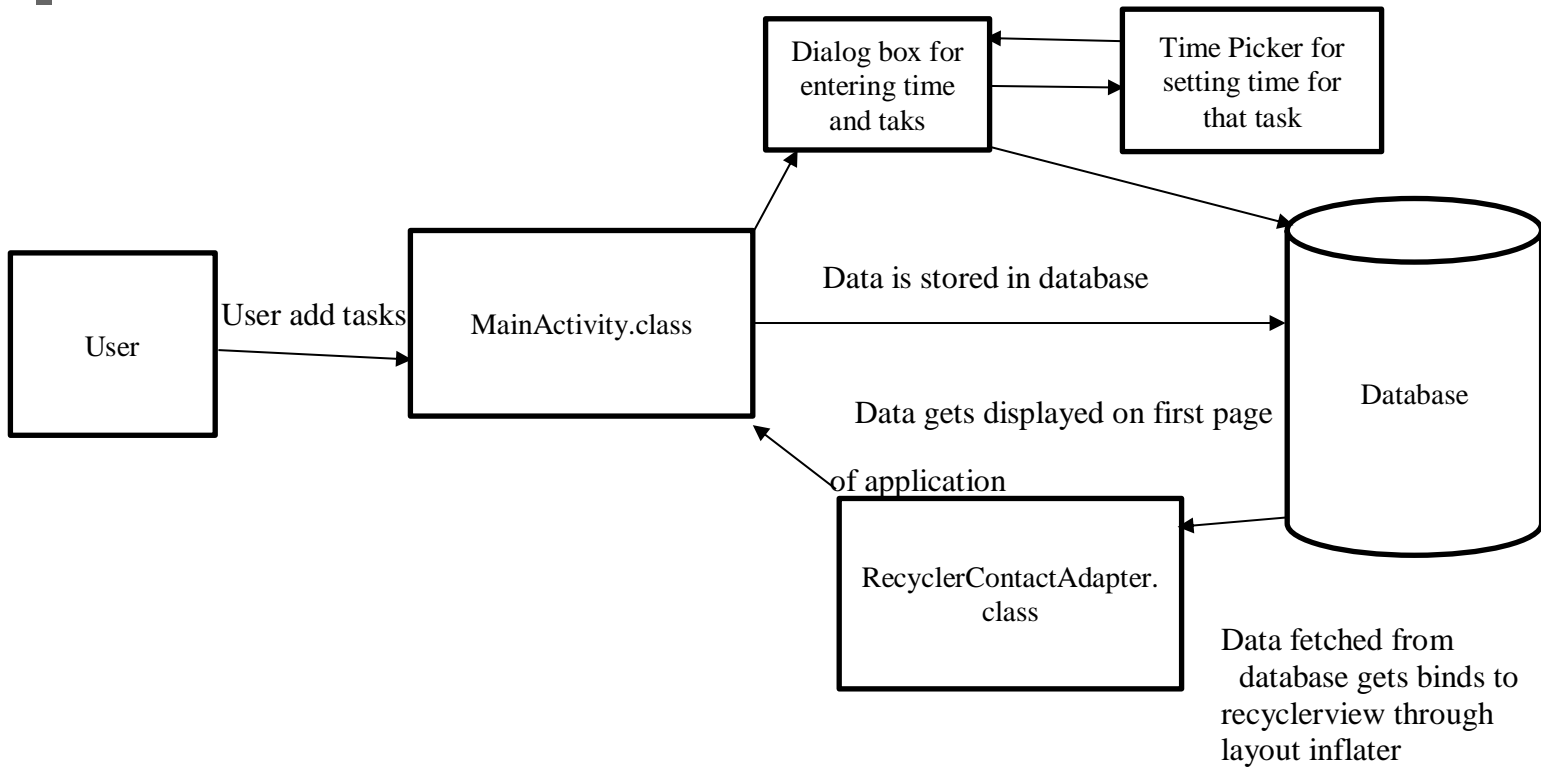 Dialog box for
entering time
and taks
Time Picker for
setting time for
that task
User add tasks
User
MainActivity.class
Data is stored in database
Database
Data gets displayed on first page
of application
RecyclerContactAdapter.
class
Data fetched from
database gets binds to
recyclerview through
layout inflater